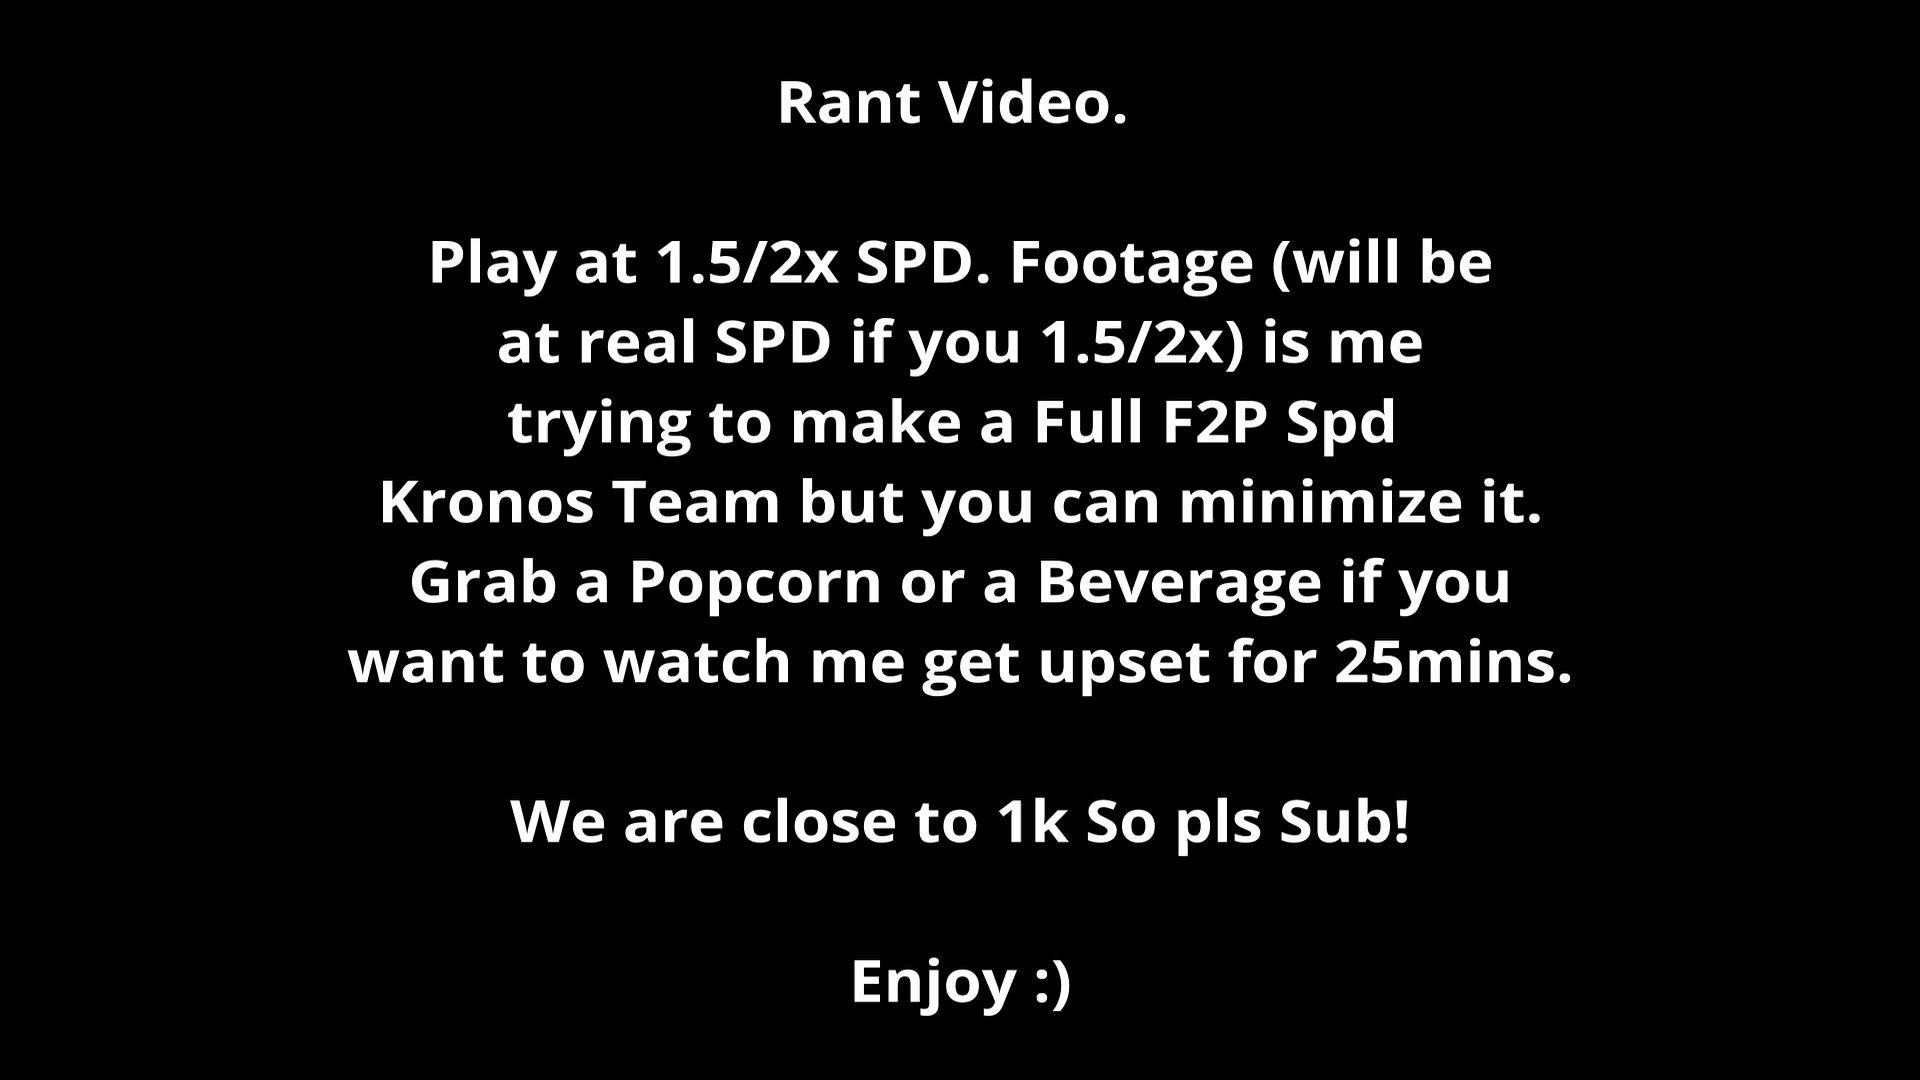 Rant Video.
Play at 1.5/2x SPD. Footage (will be
at real SPD if you 1.5/2x) is me
trying to make a Full F2P Spd
Kronos Team but you can minimize it.
Grab a Popcorn or a Beverage if you
want to watch me get upset for 25mins.
We are close to 1k So pls Sub!
Enjoy :)